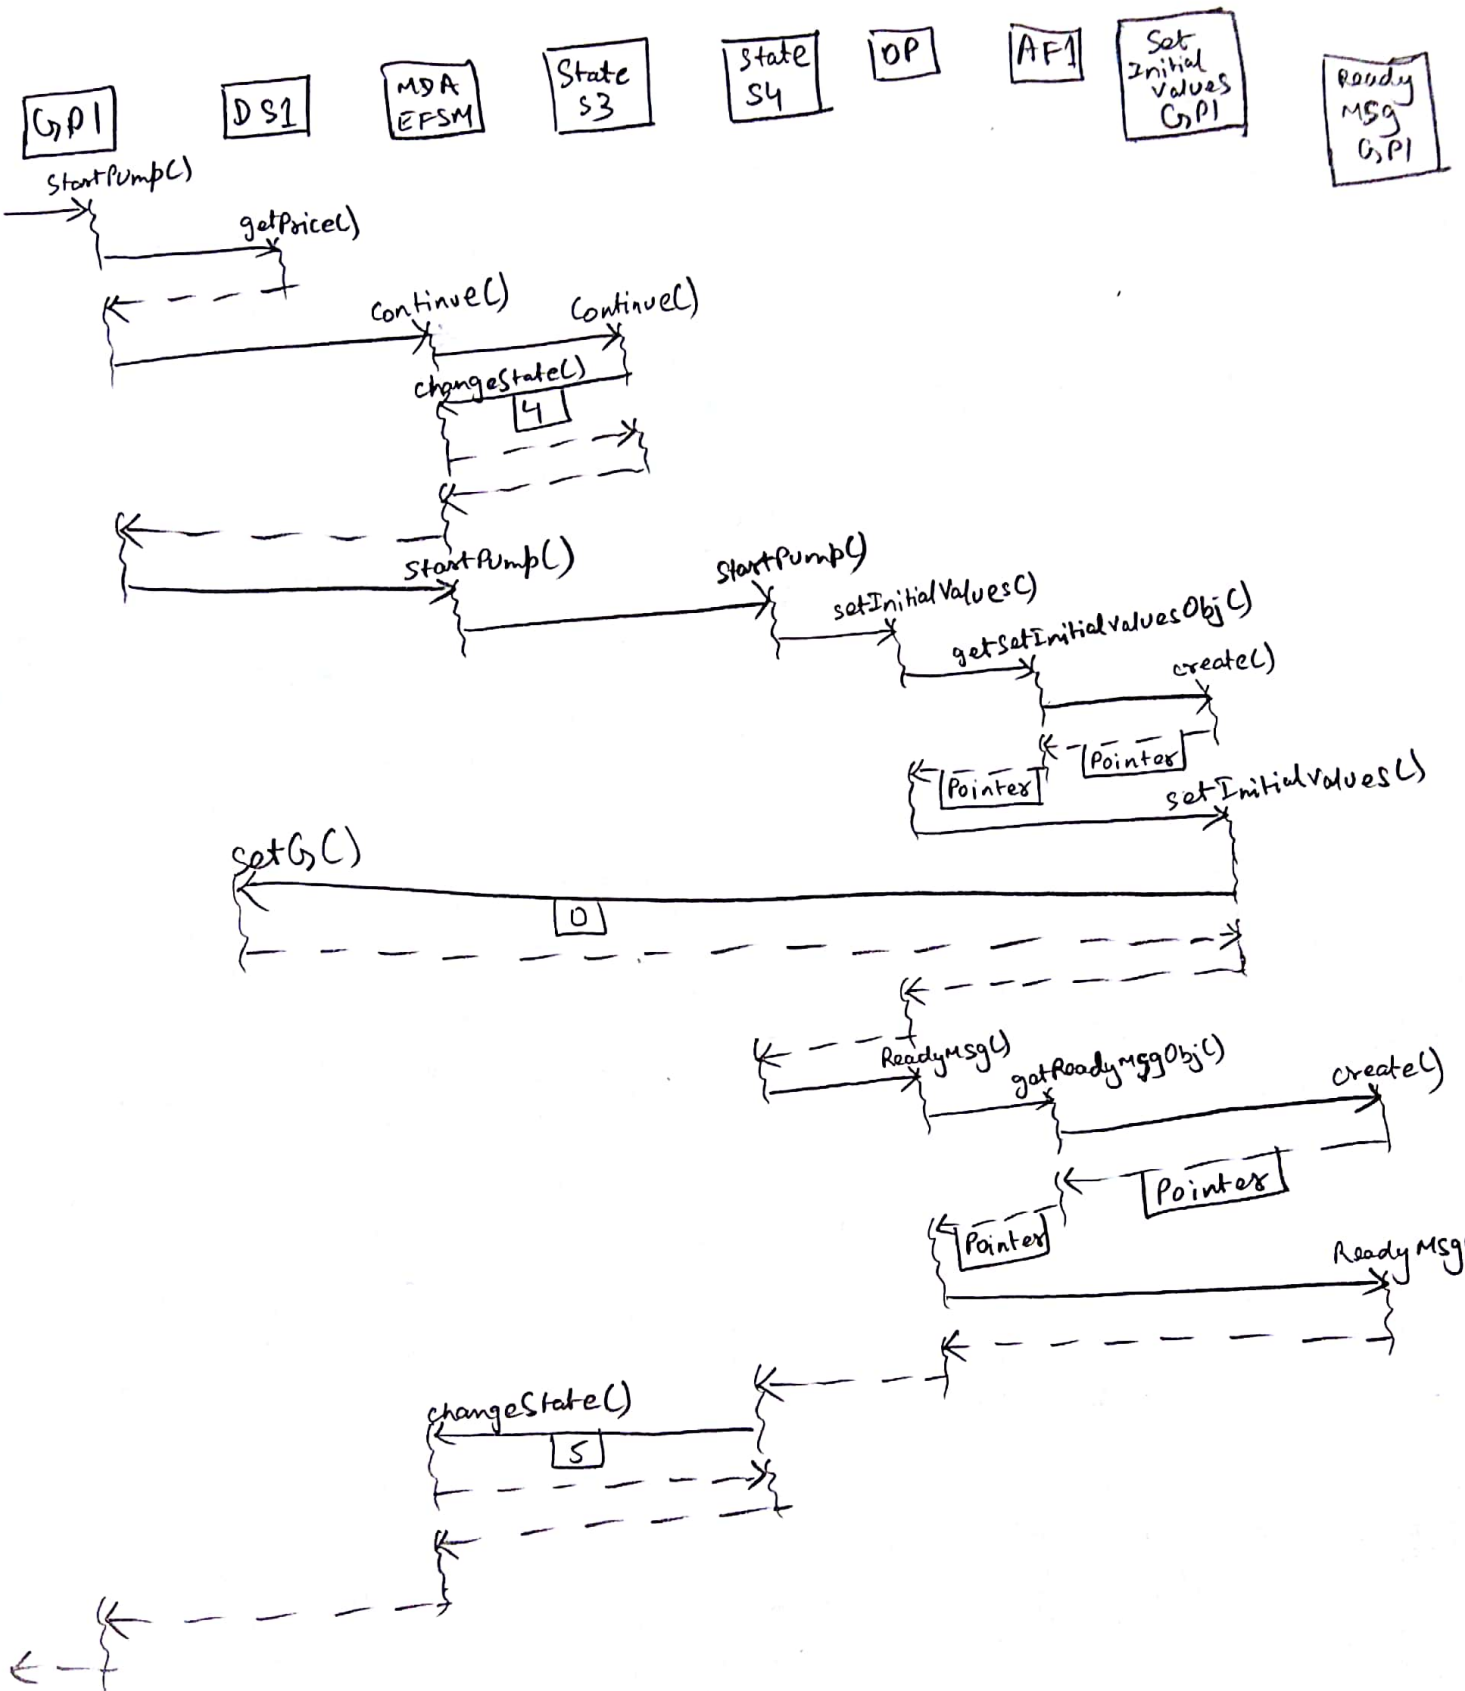 GP1
DS1
MDA
EFSM
State
S3
State
S4
OP
AF1
Set
Initial
Values
GP1
Ready
MSg
GP1
StartPump()
getPrice()
Continue()
Continue()
changeState()
4
StartPump()
StartPump()
setInitialValues()
getSetInitialValuesObj()
create()
Pointer
Pointer
setInitialValues()
setG()
0
ReadyMsg()
getReadyMsgObj()
create()
Pointer
Pointer
ReadyMsg
changeState()
5